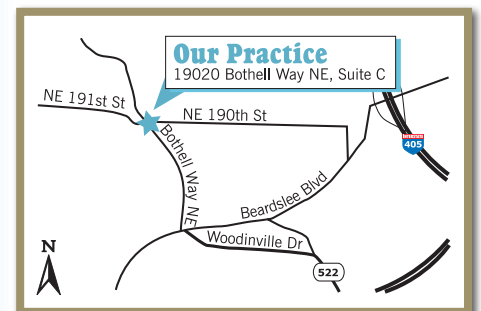 Our Practice
19020 Bothell Way NE, Suite C
NE 191st St
NE 190th St
Bothell Way NE
INTERSTATE
405
Beardslee Blvd
Woodinville Dr
N
522